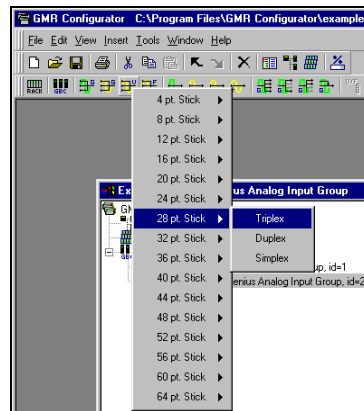 GMR Configurator   C:\Program Files\GMR Configurator\example
File Edit View Insert Tools Window Help
RACK GBC
4 pt. Stick
8 pt. Stick
12 pt. Stick
16 pt. Stick
20 pt. Stick
24 pt. Stick
Ex us Analog Input Group
28 pt. Stick
Triplex
32 pt. Stick
Duplex
36 pt. Stick
Simplex
up, id=1
40 pt. Stick
enius Analog Input Group, id=2
44 pt. Stick
48 pt. Stick
52 pt. Stick
56 pt. Stick
60 pt. Stick
64 pt. Stick